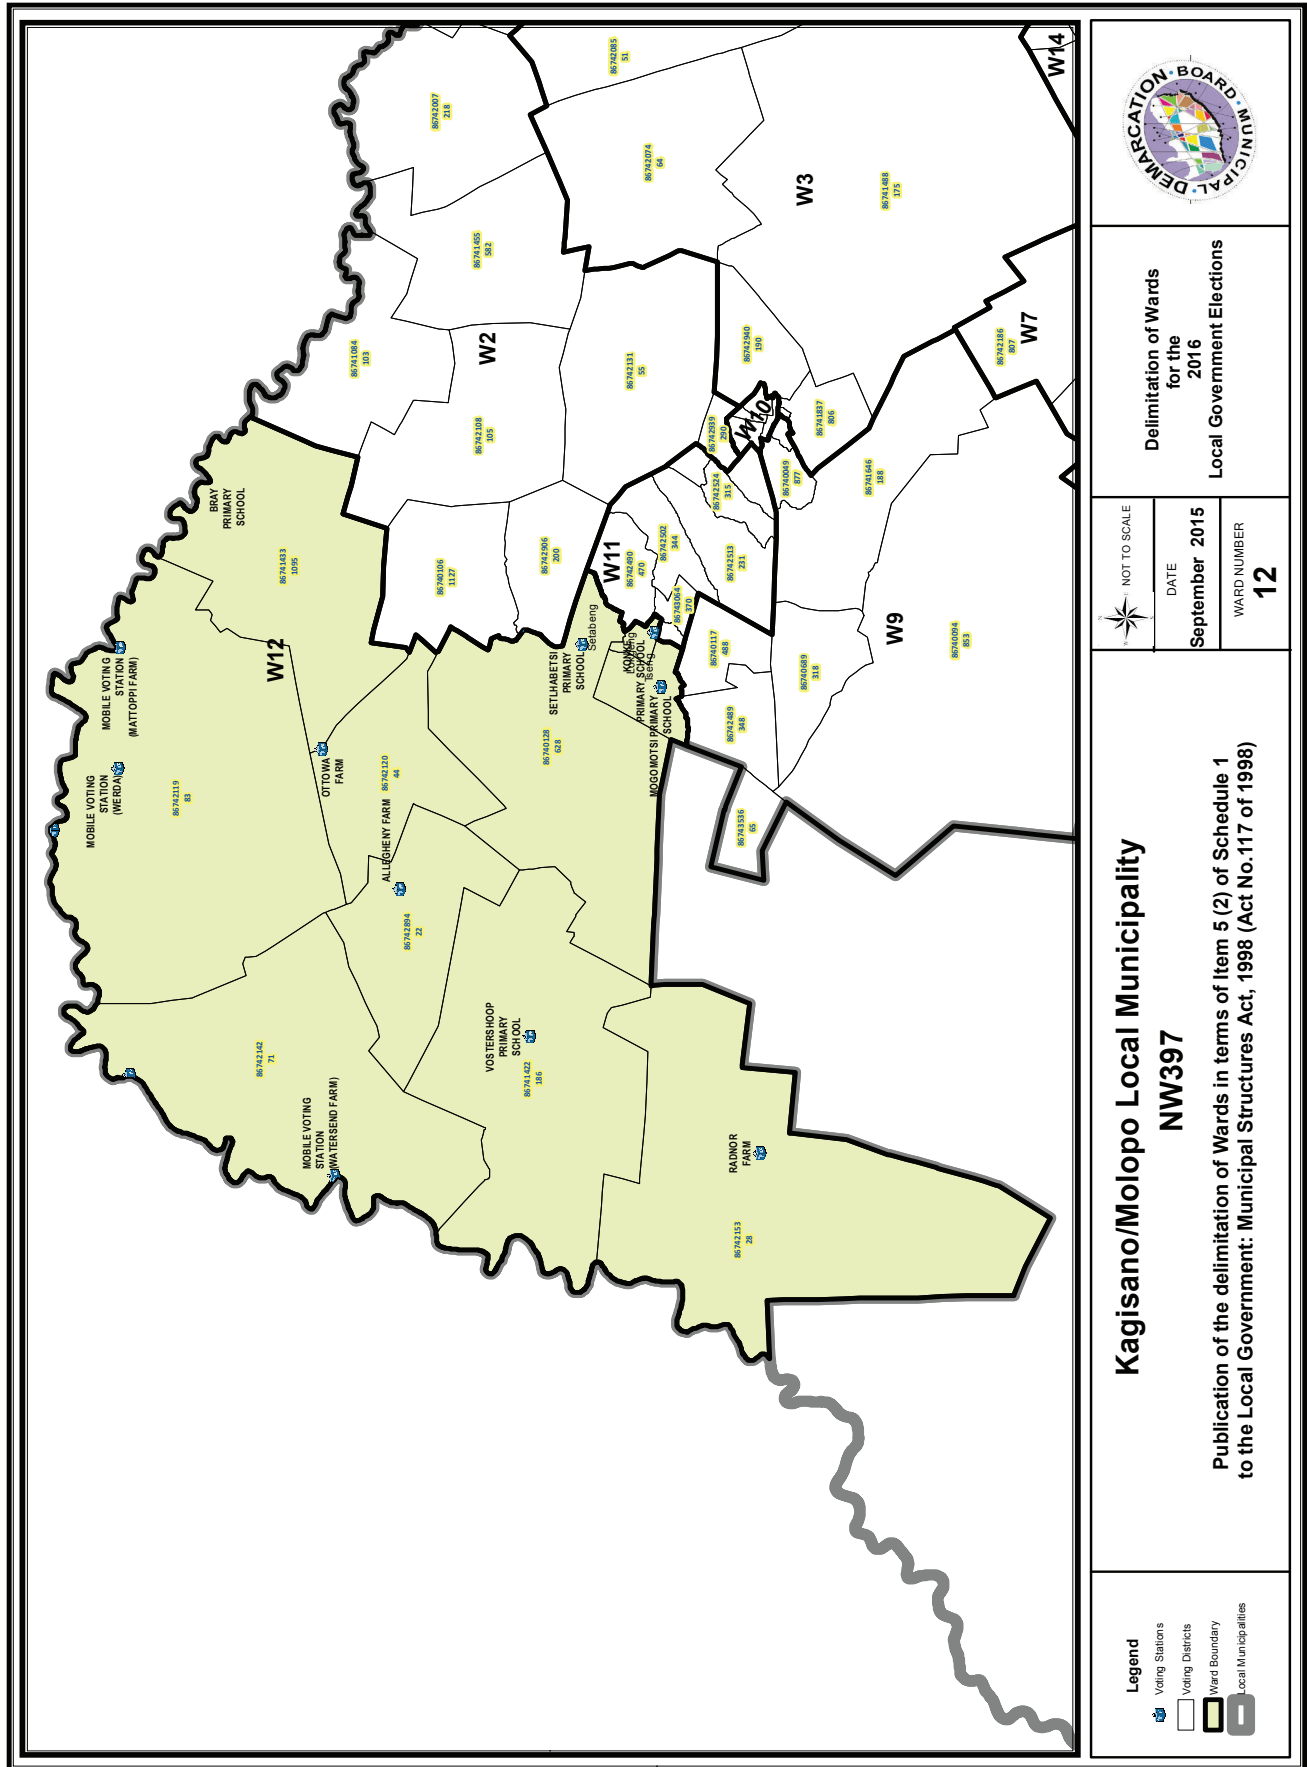 Kagisano/Molopo Local Municipality
NW397
Publication of the delimitation of Wards in terms of Item 5 (2) of Schedule 1
to the Local Government: Municipal Structures Act, 1998 (Act No.117 of 1998)
Legend
Voting Stations
Voting Districts
Ward Boundary
Local Municipalities
NOT TO SCALE
DATE
September 2015
WARD NUMBER
12
Delimitation of Wards
for the
2016
Local Government Elections
MUNICIPAL • DEMARCATION • BOARD •
MOBILE VOTING
STATION
(WERDA)
MOBILE VOTING
STATION
(MATTOPPI FARM)
BRAY
PRIMARY
SCHOOL
86742119
83
86741433
1095
W12
OTTOWA
FARM
86742120
44
ALLEGHENY FARM
86742894
22
86742142
71
MOBILE VOTING
STATION
(WATERSEND FARM)
VOSTERSHOOP
PRIMARY
SCHOOL
86741422
186
RADNOR
FARM
86742153
28
86740128
628
SETLHABETSI
PRIMARY
SCHOOL
Setabeng
PRIMARY SCHOOL
MOGOMOTSI PRIMARY
SCHOOL
86742007
218
86741455
582
86741084
103
W2
86742108
105
86742131
55
86740106
1127
86742906
200
86742085
51
86742074
64
W3
86741488
175
W14
W7
86742186
807
86742940
190
86742939
290
W10
86741837
806
86740049
877
86741646
188
W11
86742490
470
86742502
344
86742524
315
86742513
231
86743064
370
86740117
488
86742489
348
86740689
318
W9
86740094
853
86743536
65